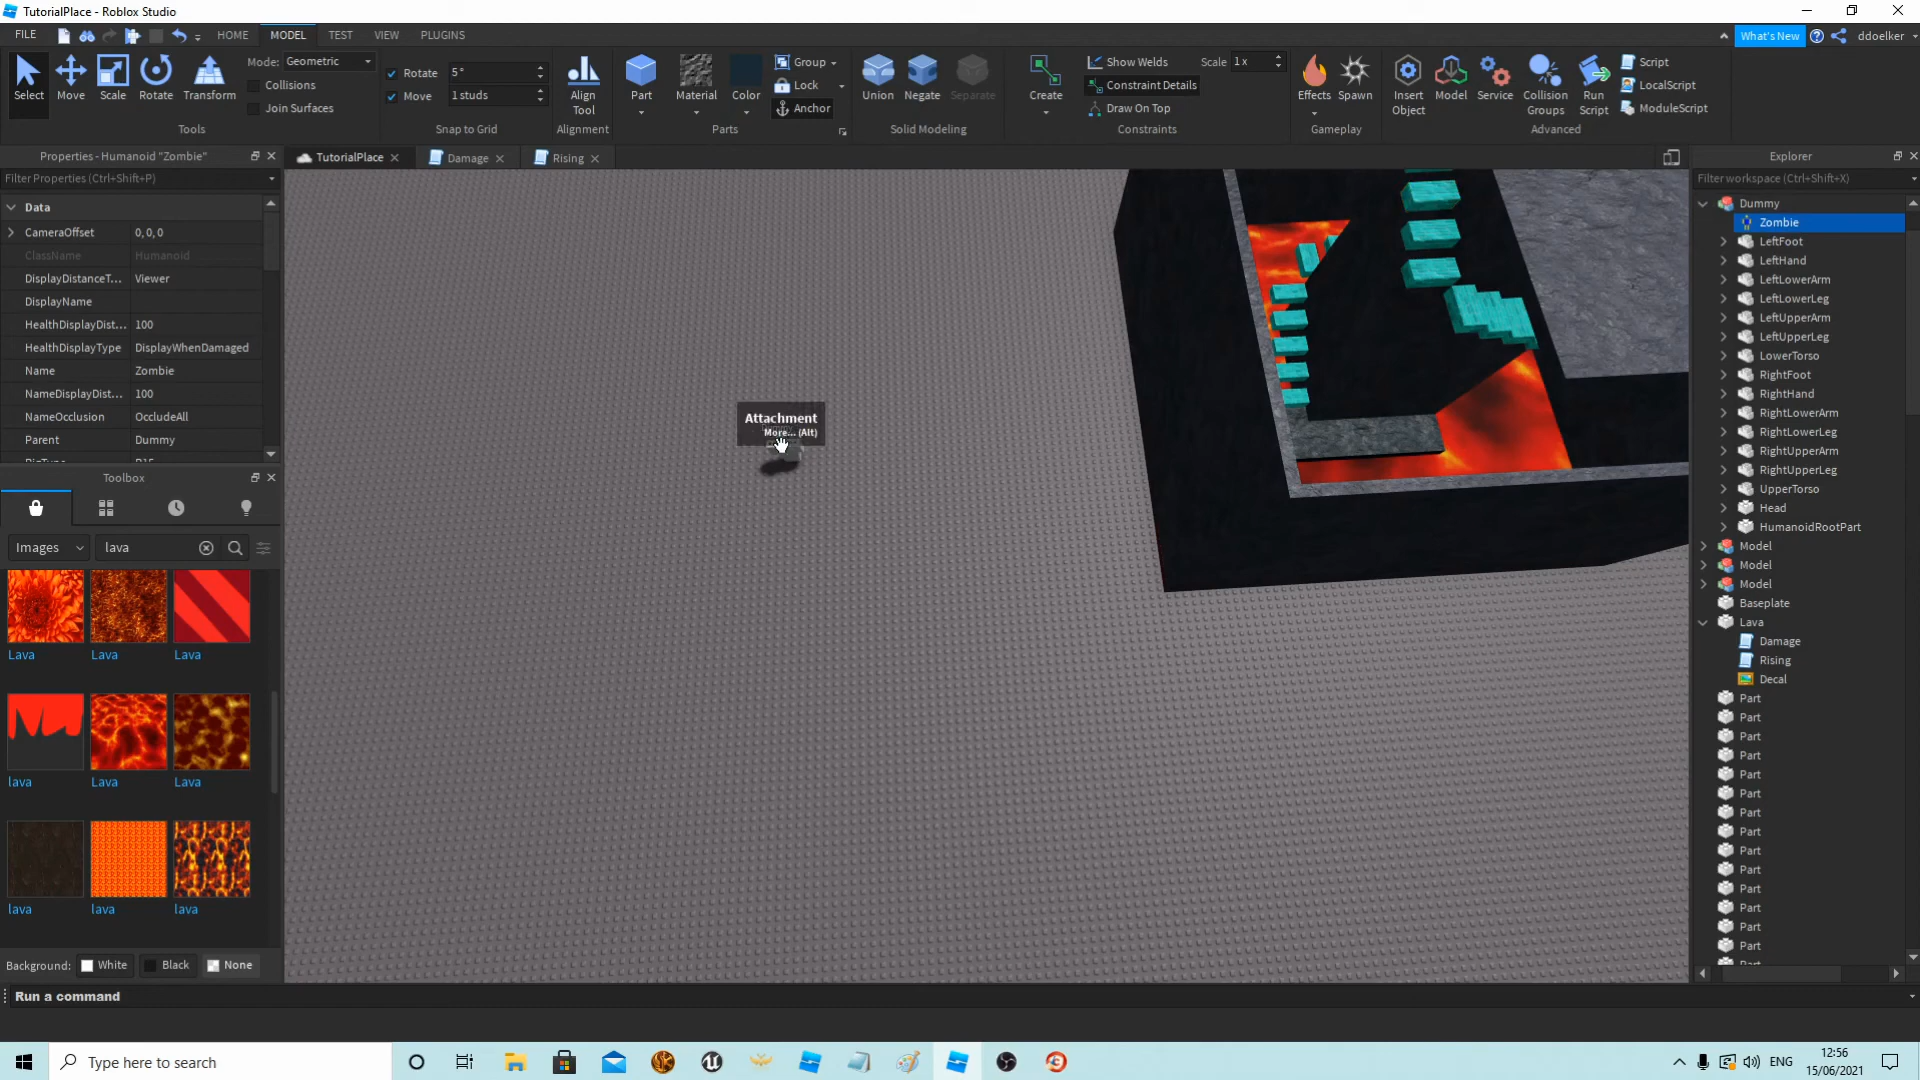 TutorialPlace - Roblox Studio
FILE
HOME
MODEL
TEST
VIEW
PLUGINS
What's New
ddoelker
Select
Move
Scale
Rotate
Transform
Mode: Geometric
Collisions
Join Surfaces
Tools
Rotate 5°
Move 1 studs
Snap to Grid
Align Tool
Alignment
Part
Material
Color
Group
Lock
Anchor
Parts
Union
Negate
Separate
Solid Modeling
Create
Show Welds
Constraint Details
Draw On Top
Scale 1 x
Constraints
Effects
Spawn
Gameplay
Insert Object
Model
Service
Collision Groups
Run Script
Script
LocalScript
ModuleScript
Advanced
Properties - Humanoid "Zombie"
Filter Properties (Ctrl+Shift+P)
Data
CameraOffset 0, 0, 0
ClassName Humanoid
DisplayDistanceT... Viewer
DisplayName
HealthDisplayDist... 100
HealthDisplayType DisplayWhenDamaged
Name Zombie
NameDisplayDist... 100
NameOcclusion OccludeAll
Parent Dummy
Toolbox
Images lava
Lava Lava Lava
lava Lava Lava
lava lava lava
Background: White Black None
TutorialPlace
Damage
Rising
Attachment
More... (Alt)
Explorer
Filter workspace (Ctrl+Shift+X)
Dummy
Zombie
LeftFoot
LeftHand
LeftLowerArm
LeftLowerLeg
LeftUpperArm
LeftUpperLeg
LowerTorso
RightFoot
RightHand
RightLowerArm
RightLowerLeg
RightUpperArm
RightUpperLeg
UpperTorso
Head
HumanoidRootPart
Model
Model
Model
Baseplate
Lava
Damage
Rising
Decal
Part
Part
Part
Part
Part
Part
Part
Part
Part
Part
Part
Part
Part
Part
Run a command
Type here to search
ENG
12:56
15/06/2021